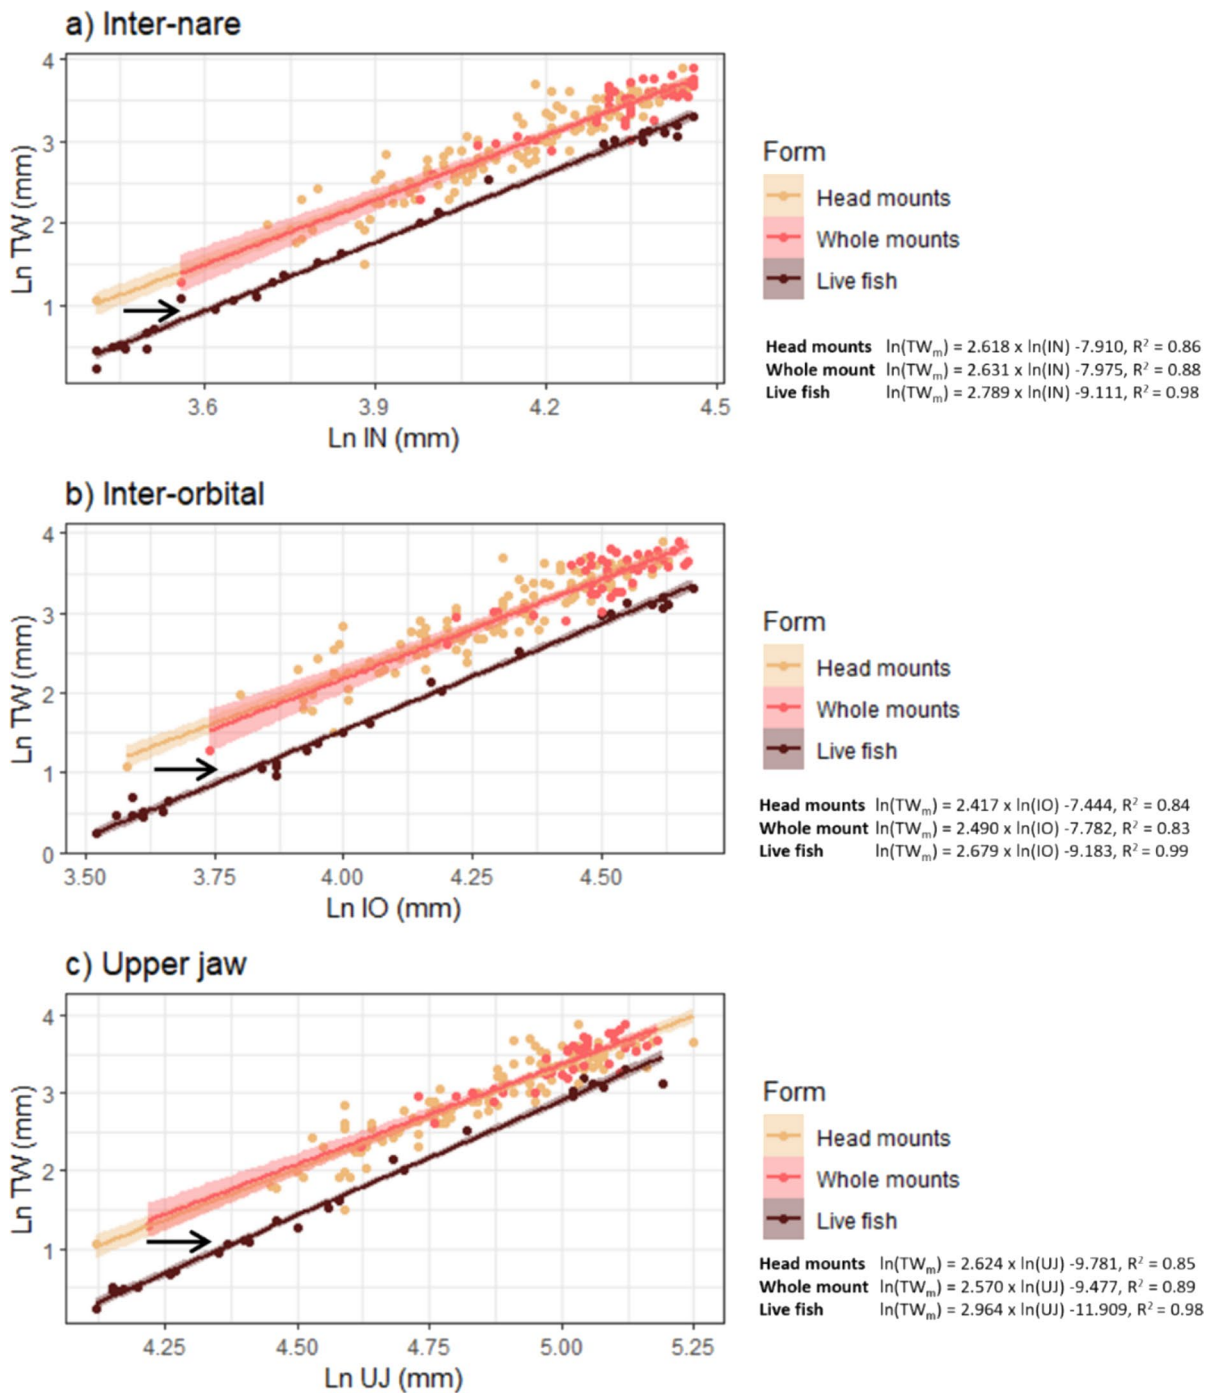 a) Inter-nare
4
3
2
1
Ln TW (mm)
3.6 3.9 4.2 4.5
Ln IN (mm)
Form
Head mounts
Whole mounts
Live fish
Head mounts ln(TWm) = 2.618 x ln(IN) -7.910, R² = 0.86
Whole mount ln(TWm) = 2.631 x ln(IN) -7.975, R² = 0.88
Live fish ln(TWm) = 2.789 x ln(IN) -9.111, R² = 0.98
b) Inter-orbital
4
3
2
1
0
Ln TW (mm)
3.50 3.75 4.00 4.25 4.50
Ln IO (mm)
Form
Head mounts
Whole mounts
Live fish
Head mounts ln(TWm) = 2.417 x ln(IO) -7.444, R² = 0.84
Whole mount ln(TWm) = 2.490 x ln(IO) -7.782, R² = 0.83
Live fish ln(TWm) = 2.679 x ln(IO) -9.183, R² = 0.99
c) Upper jaw
4
3
2
1
Ln TW (mm)
4.25 4.50 4.75 5.00 5.25
Ln UJ (mm)
Form
Head mounts
Whole mounts
Live fish
Head mounts ln(TWm) = 2.624 x ln(UJ) -9.781, R² = 0.85
Whole mount ln(TWm) = 2.570 x ln(UJ) -9.477, R² = 0.89
Live fish ln(TWm) = 2.964 x ln(UJ) -11.909, R² = 0.98